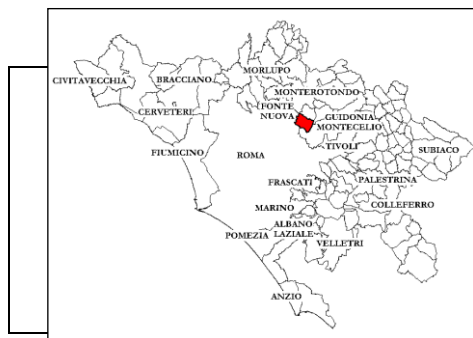 MORLUPO
CIVITAVECCHIA
BRACCIANO
MONTEROTONDO
CERVETERI
FONTE
NUOVA
GUIDONIA
MONTECELIO
FIUMICINO
ROMA
TIVOLI
SUBIACO
FRASCATI
PALESTRINA
MARINO
COLLEFERRO
ALBANO
LAZIALE
POMEZIA
VELLETRI
ANZIO